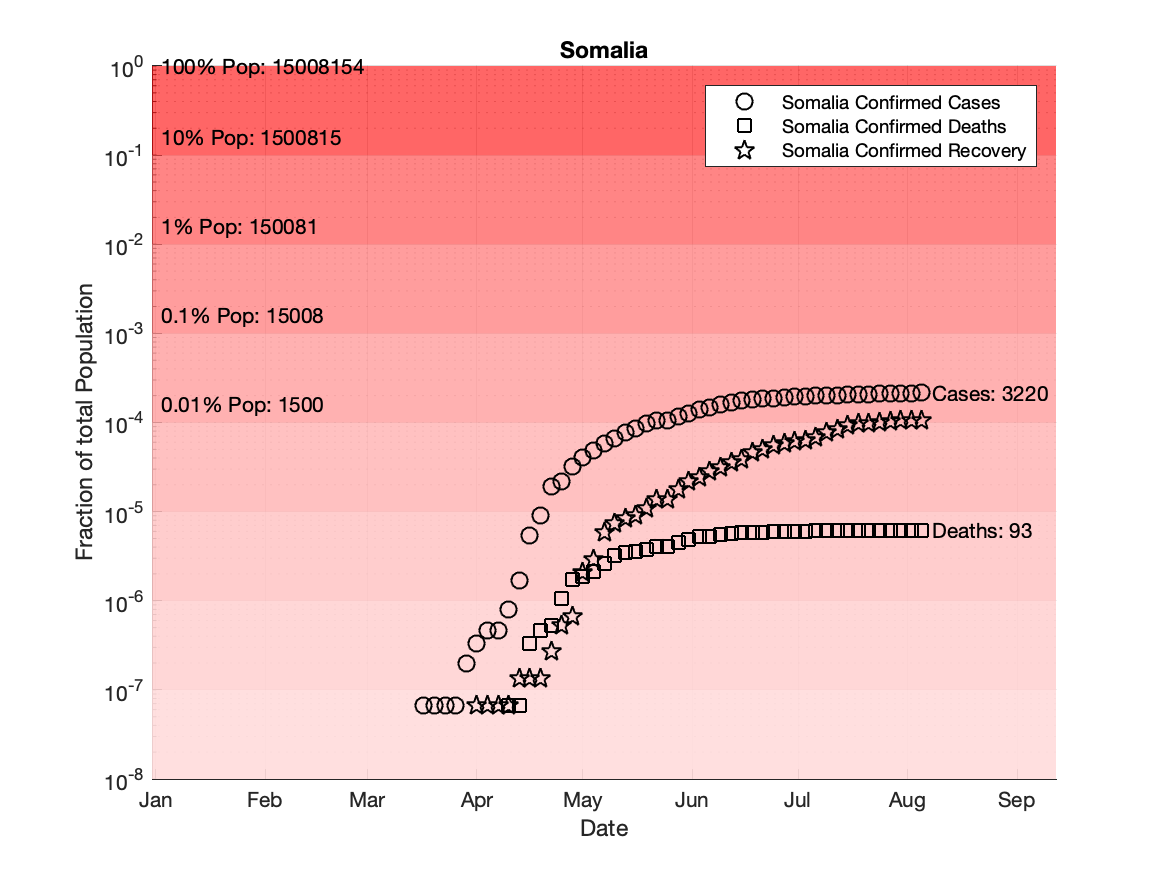 Somalia
10^0
10^-1
10^-2
10^-3
10^-4
10^-5
10^-6
10^-7
10^-8
Fraction of total Population
100% Pop: 15008154
10% Pop: 1500815
1% Pop: 150081
0.1% Pop: 15008
0.01% Pop: 1500
Somalia Confirmed Cases
Somalia Confirmed Deaths
Somalia Confirmed Recovery
Cases: 3220
Deaths: 93
Jan Feb Mar Apr May Jun Jul Aug Sep
Date